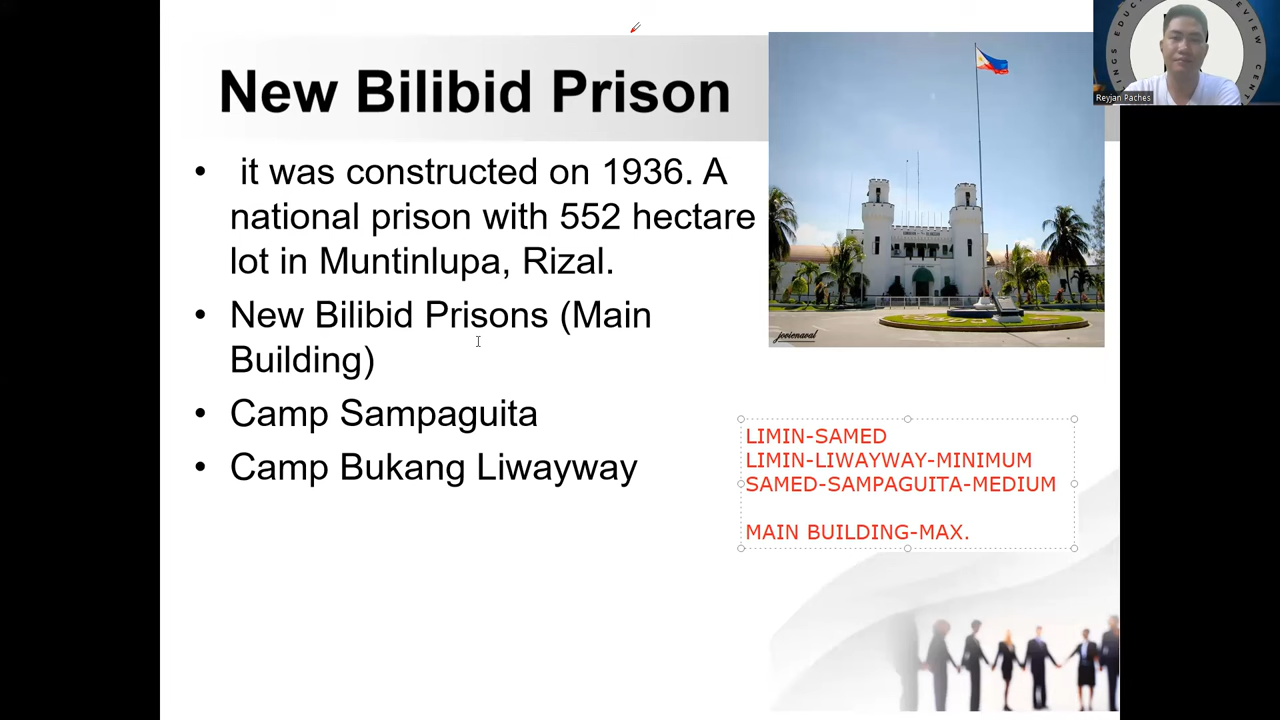 New Bilibid Prison
• it was constructed on 1936. A
national prison with 552 hectare
lot in Muntinlupa, Rizal.
• New Bilibid Prisons (Main
Building)
• Camp Sampaguita
• Camp Bukang Liwayway
jovienaval
LIMIN-SAMED
LIMIN-LIWAYWAY-MINIMUM
SAMED-SAMPAGUITA-MEDIUM
MAIN BUILDING-MAX.
Reyjan Paches